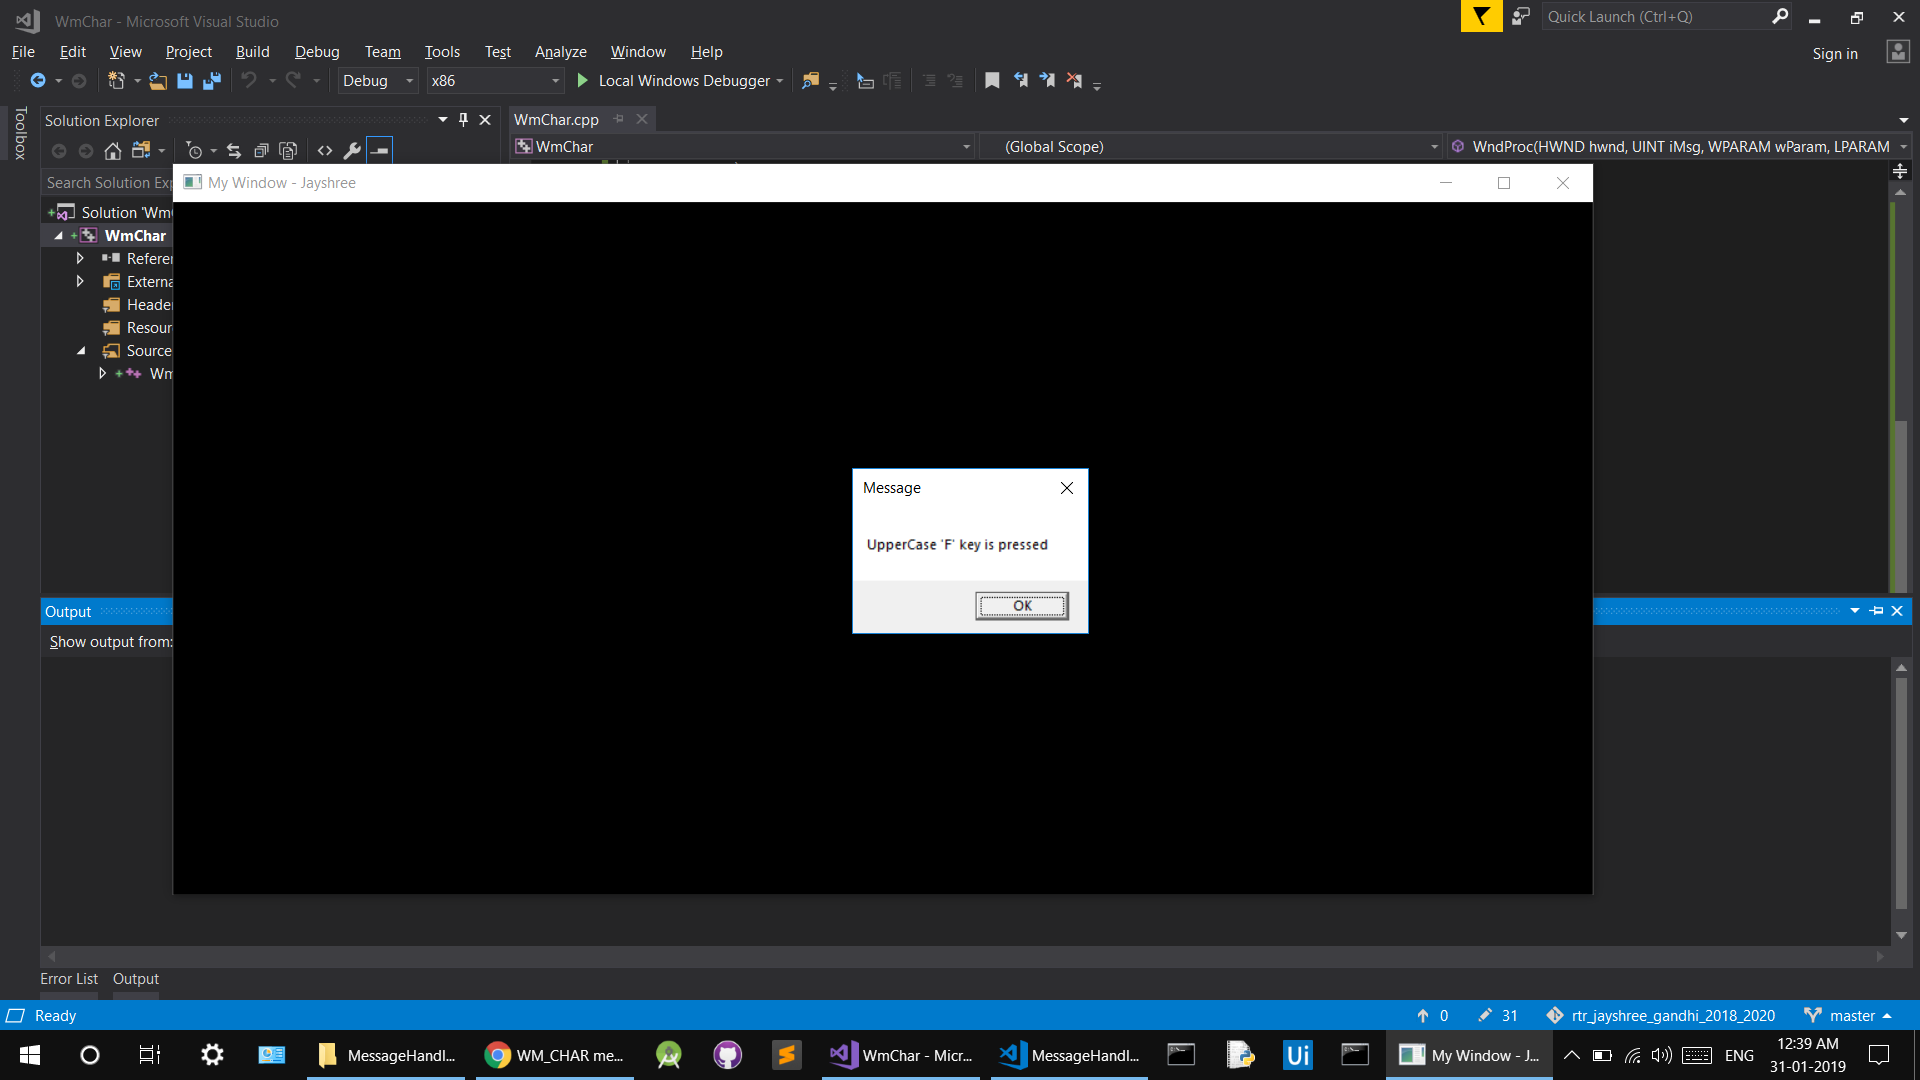 WmChar - Microsoft Visual Studio
Quick Launch (Ctrl+Q)
File Edit View Project Build Debug Team Tools Test Analyze Window Help
Sign in
Debug x86 Local Windows Debugger
Toolbox
Solution Explorer
WmChar.cpp
WmChar (Global Scope) WndProc(HWND hwnd, UINT iMsg, WPARAM wParam, LPARAM
Search Solution Exp
My Window - Jayshree
Solution 'Wm
WmChar
Refere
Externa
Heade
Resour
Source
Wm
Message
UpperCase 'F' key is pressed
OK
Output
Show output from:
Error List Output
Ready
0 31 rtr_jayshree_gandhi_2018_2020 master
MessageHandl... WM_CHAR me... WmChar - Micr... MessageHandl... Ui My Window - J... ENG
12:39 AM
31-01-2019